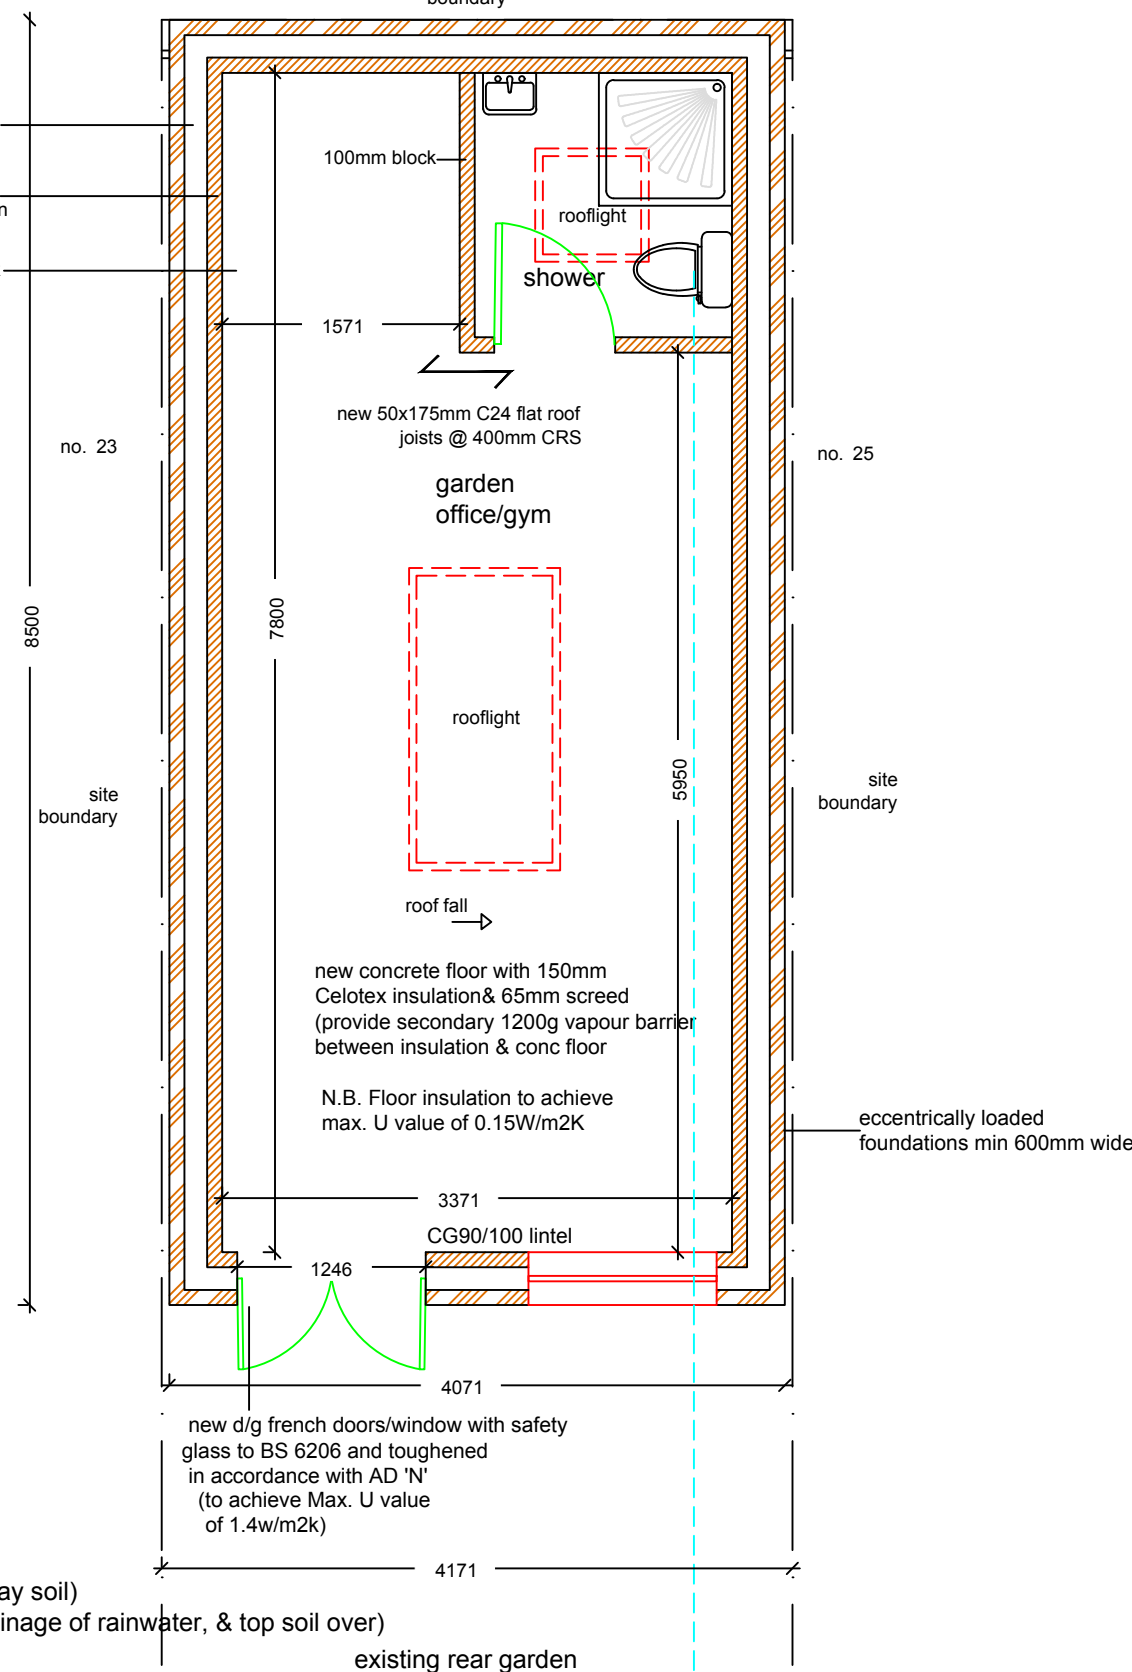 boundary
100mm block
n
rooflight
shower
1571
new 50x175mm C24 flat roof
joists @ 400mm CRS
no. 23
no. 25
garden
office/gym
8500
7800
rooflight
5950
site
boundary
site
boundary
roof fall
new concrete floor with 150mm
Celotex insulation& 65mm screed
(provide secondary 1200g vapour barrier
between insulation & conc floor
N.B. Floor insulation to achieve
max. U value of 0.15W/m2K
eccentrically loaded
foundations min 600mm wide
3371
CG90/100 lintel
1246
4071
new d/g french doors/window with safety
glass to BS 6206 and toughened
in accordance with AD 'N'
(to achieve Max. U value
of 1.4w/m2k)
4171
ay soil)
inage of rainwater, & top soil over)
existing rear garden